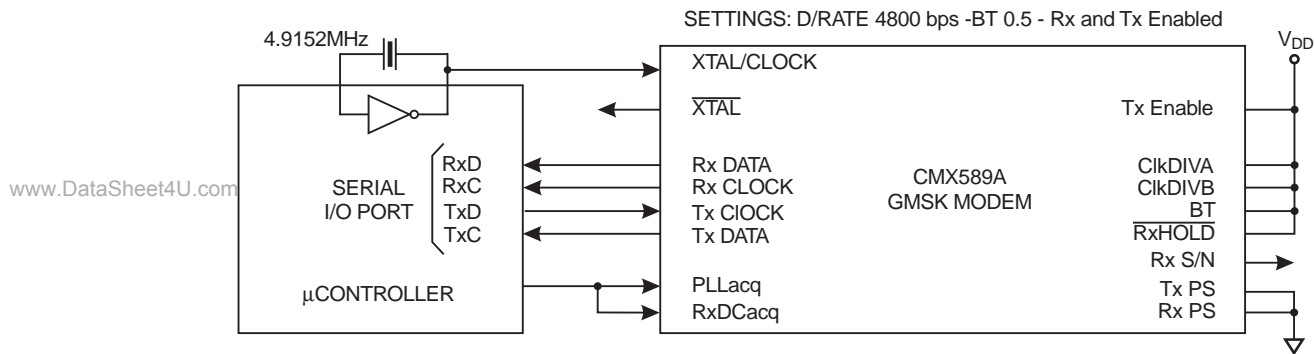 SETTINGS: D/RATE 4800 bps -BT 0.5 - Rx and Tx Enabled
4.9152MHz
VDD
XTAL/CLOCK
XTAL
Tx Enable
RxD
RxC
TxD
TxC
SERIAL
I/O PORT
µCONTROLLER
Rx DATA
Rx CLOCK
Tx ClOCK
Tx DATA
PLLacq
RxDCacq
CMX589A
GMSK MODEM
ClkDIVA
ClkDIVB
BT
RxHOLD
Rx S/N
Tx PS
Rx PS
www.DataSheet4U.com